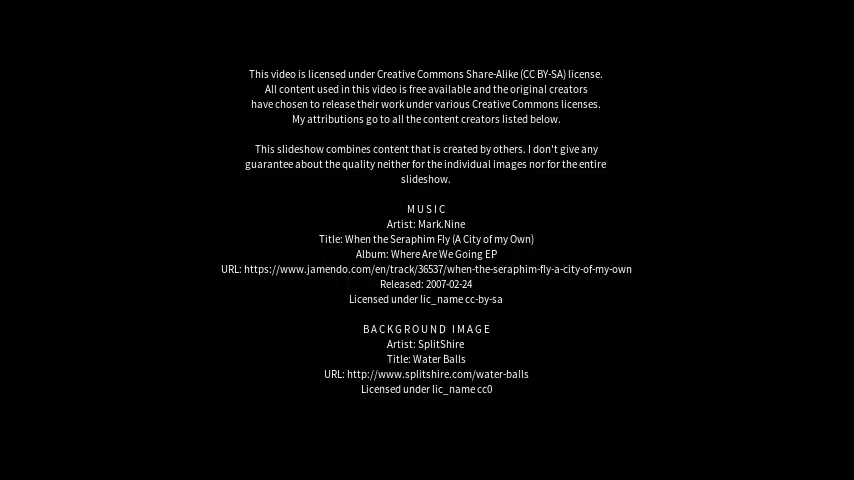 This video is licensed under Creative Commons Share-Alike (CC BY-SA) license.
All content used in this video is free available and the original creators
have chosen to release their work under various Creative Commons licenses.
My attributions go to all the content creators listed below.
This slideshow combines content that is created by others. I don't give any
guarantee about the quality neither for the individual images nor for the entire
slideshow.
M U S I C
Artist: Mark.Nine
Title: When the Seraphim Fly (A City of my Own)
Album: Where Are We Going EP
URL: https://www.jamendo.com/en/track/36537/when-the-seraphim-fly-a-city-of-my-own
Released: 2007-02-24
Licensed under lic_name cc-by-sa
B A C K G R O U N D   I M A G E
Artist: SplitShire
Title: Water Balls
URL: http://www.splitshire.com/water-balls
Licensed under lic_name cc0